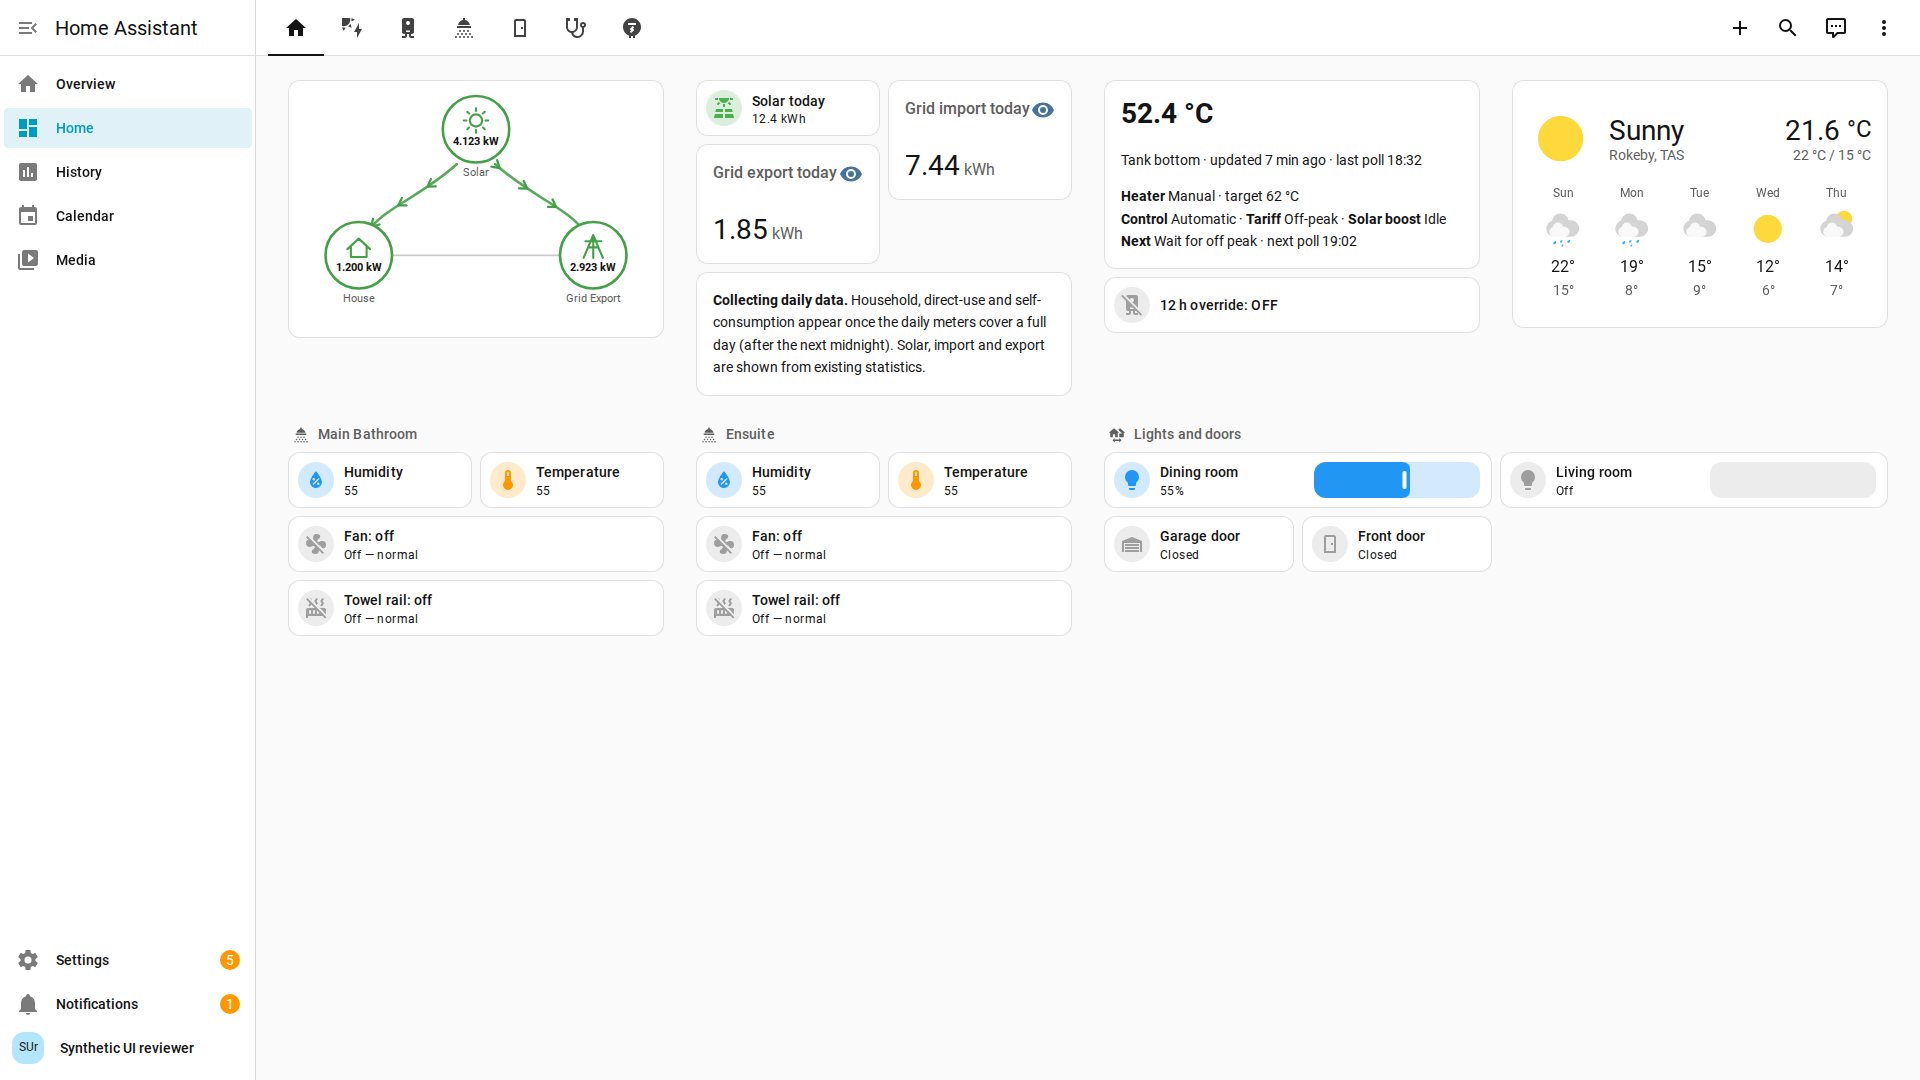 Home Assistant
Overview
Home
History
Calendar
Media
Settings
5
Notifications
1
SUr
Synthetic UI reviewer
4.123 kW
Solar
1.200 kW
House
2.923 kW
Grid Export
Solar today
12.4 kWh
Grid export today
1.85 kWh
Grid import today
7.44 kWh
Collecting daily data. Household, direct-use and self-
consumption appear once the daily meters cover a full
day (after the next midnight). Solar, import and export
are shown from existing statistics.
52.4 °C
Tank bottom · updated 7 min ago · last poll 18:32
Heater Manual · target 62 °C
Control Automatic · Tariff Off-peak · Solar boost Idle
Next Wait for off peak · next poll 19:02
12 h override: OFF
Sunny
Rokeby, TAS
21.6 °C
22 °C / 15 °C
Sun Mon Tue Wed Thu
22° 19° 15° 12° 14°
15° 8° 9° 6° 7°
Main Bathroom
Humidity
55
Temperature
55
Fan: off
Off – normal
Towel rail: off
Off – normal
Ensuite
Humidity
55
Temperature
55
Fan: off
Off – normal
Towel rail: off
Off – normal
Lights and doors
Dining room
55%
Living room
Off
Garage door
Closed
Front door
Closed